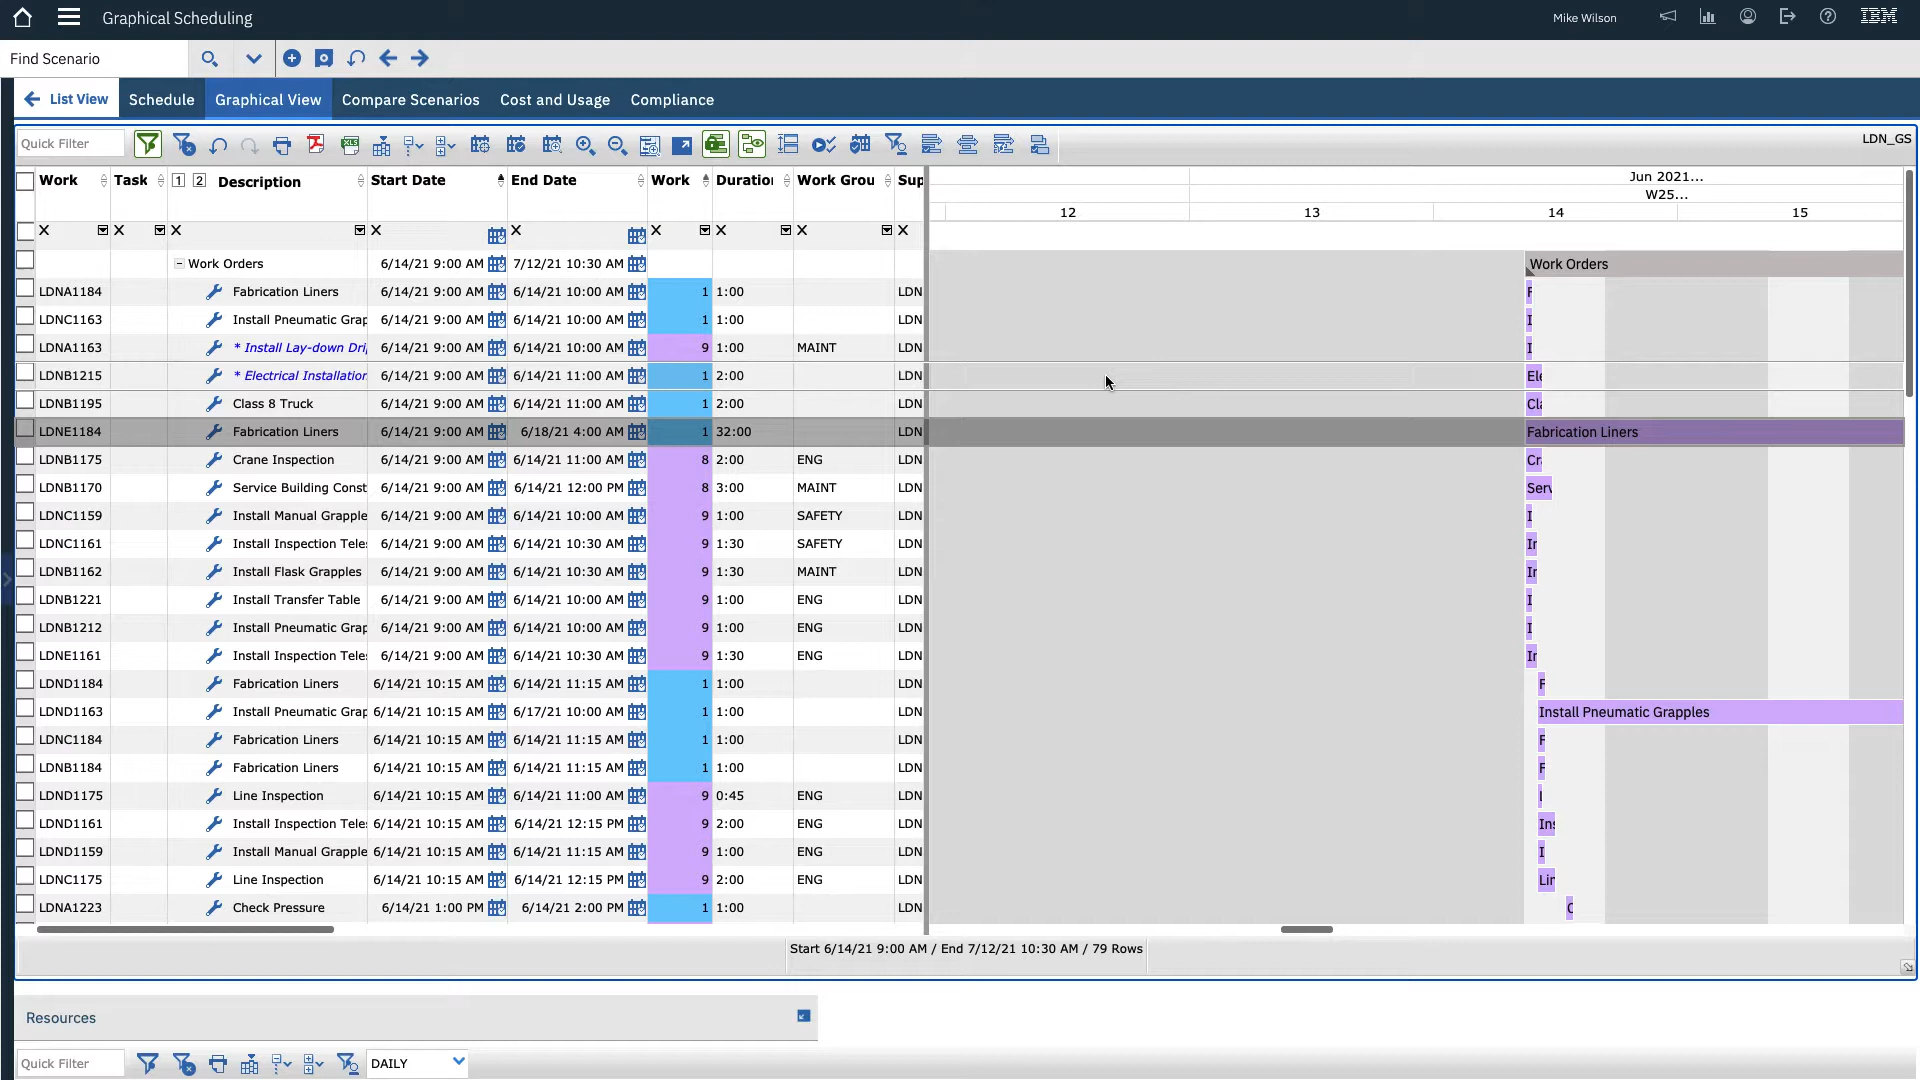 Graphical Scheduling
Mike Wilson
IBM
Find Scenario
List View Schedule Graphical View Compare Scenarios Cost and Usage Compliance
Quick Filter
LDN_GS
Work Task 1 2 Description Start Date End Date Work Duration Work Grou Sup
Jun 2021...
W25...
12 13 14 15
X X X X X X X X X
Work Orders 6/14/21 9:00 AM 7/12/21 10:30 AM Work Orders
LDNA1184 Fabrication Liners 6/14/21 9:00 AM 6/14/21 10:00 AM 1 1:00 LDN F
LDNC1163 Install Pneumatic Grap 6/14/21 9:00 AM 6/14/21 10:00 AM 1 1:00 LDN I
LDNA1163 * Install Lay-down Dri 6/14/21 9:00 AM 6/14/21 10:00 AM 9 1:00 MAINT LDN I
LDNB1215 * Electrical Installation 6/14/21 9:00 AM 6/14/21 11:00 AM 1 2:00 LDN Ele
LDNB1195 Class 8 Truck 6/14/21 9:00 AM 6/14/21 11:00 AM 1 2:00 LDN Cla
LDNE1184 Fabrication Liners 6/14/21 9:00 AM 6/18/21 4:00 AM 1 32:00 LDN Fabrication Liners
LDNB1175 Crane Inspection 6/14/21 9:00 AM 6/14/21 11:00 AM 8 2:00 ENG LDN Cr
LDNB1170 Service Building Const 6/14/21 9:00 AM 6/14/21 12:00 PM 8 3:00 MAINT LDN Serv
LDNC1159 Install Manual Grapple 6/14/21 9:00 AM 6/14/21 10:00 AM 9 1:00 SAFETY LDN I
LDNC1161 Install Inspection Teles 6/14/21 9:00 AM 6/14/21 10:30 AM 9 1:30 SAFETY LDN In
LDNB1162 Install Flask Grapples 6/14/21 9:00 AM 6/14/21 10:30 AM 9 1:30 MAINT LDN In
LDNB1221 Install Transfer Table 6/14/21 9:00 AM 6/14/21 10:00 AM 9 1:00 ENG LDN I
LDNB1212 Install Pneumatic Grap 6/14/21 9:00 AM 6/14/21 10:00 AM 9 1:00 ENG LDN I
LDNE1161 Install Inspection Teles 6/14/21 9:00 AM 6/14/21 10:30 AM 9 1:30 ENG LDN In
LDND1184 Fabrication Liners 6/14/21 10:15 AM 6/14/21 11:15 AM 1 1:00 LDN F
LDND1163 Install Pneumatic Grap 6/14/21 10:15 AM 6/17/21 10:00 AM 1 1:00 LDN Install Pneumatic Grapples
LDNC1184 Fabrication Liners 6/14/21 10:15 AM 6/14/21 11:15 AM 1 1:00 LDN F
LDNB1184 Fabrication Liners 6/14/21 10:15 AM 6/14/21 11:15 AM 1 1:00 LDN F
LDND1175 Line Inspection 6/14/21 10:15 AM 6/14/21 11:00 AM 9 0:45 ENG LDN L
LDND1161 Install Inspection Teles 6/14/21 10:15 AM 6/14/21 12:15 PM 9 2:00 ENG LDN Ins
LDND1159 Install Manual Grapple 6/14/21 10:15 AM 6/14/21 11:15 AM 9 1:00 ENG LDN I
LDNC1175 Line Inspection 6/14/21 10:15 AM 6/14/21 12:15 PM 9 2:00 ENG LDN Lin
LDNA1223 Check Pressure 6/14/21 1:00 PM 6/14/21 2:00 PM 1 1:00 LDN C
Start 6/14/21 9:00 AM / End 7/12/21 10:30 AM / 79 Rows
Resources
Quick Filter DAILY